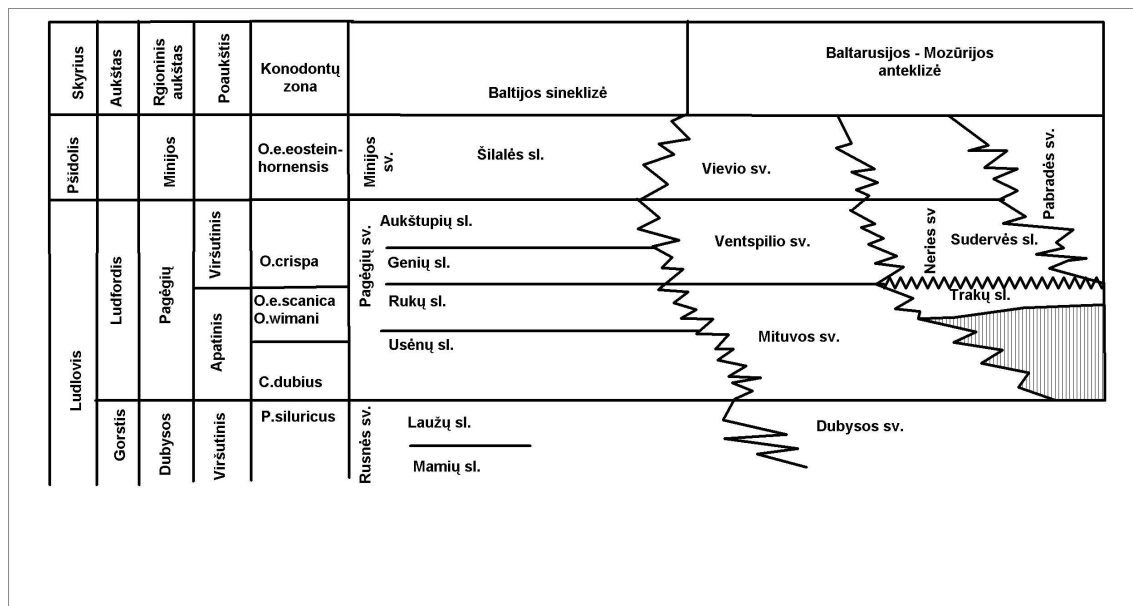 Skyrius
Aukštas
Rgioninis
aukštas
Poaukštis
Konodontų
zona
Baltijos sineklizė
Baltarusijos - Mozūrijos
anteklizė
Pšidolis
Minijos
O.e.eostein-
hornensis
Minijos
sv.
Šilalės sl.
Vievio sv.
Pabradės sv.
Ludlovis
Ludfordis
Pagėgių
Viršutinis
O.crispa
Pagėgių sv.
Aukštupių sl.
Genių sl.
Ventspilio sv.
Neries sv
Sudervės sl.
Apatinis
O.e.scanica
O.wimani
C.dubius
Rukų sl.
Usėnų sl.
Mituvos sv.
Trakų sl.
Gorstis
Dubysos
Viršutinis
P.siluricus
Rusnės sv.
Laužų sl.
Mamių sl.
Dubysos sv.